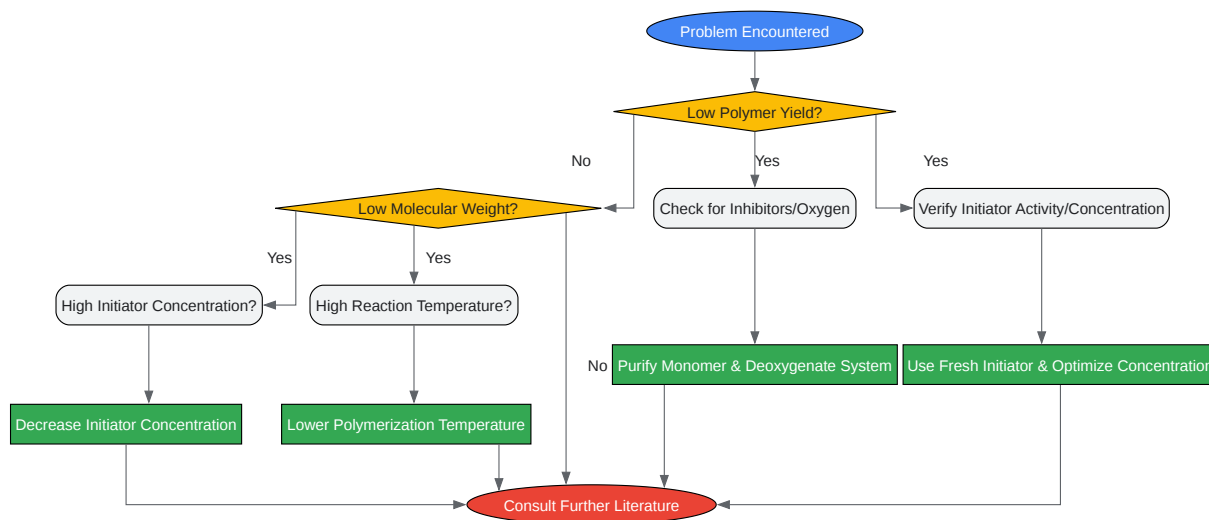 Problem Encountered
Low Polymer Yield?
No
Yes
Yes
Low Molecular Weight?
Check for Inhibitors/Oxygen
Verify Initiator Activity/Concentration
Yes
Yes
High Initiator Concentration?
High Reaction Temperature?
No
Purify Monomer & Deoxygenate System
Use Fresh Initiator & Optimize Concentration
Decrease Initiator Concentration
Lower Polymerization Temperature
Consult Further Literature